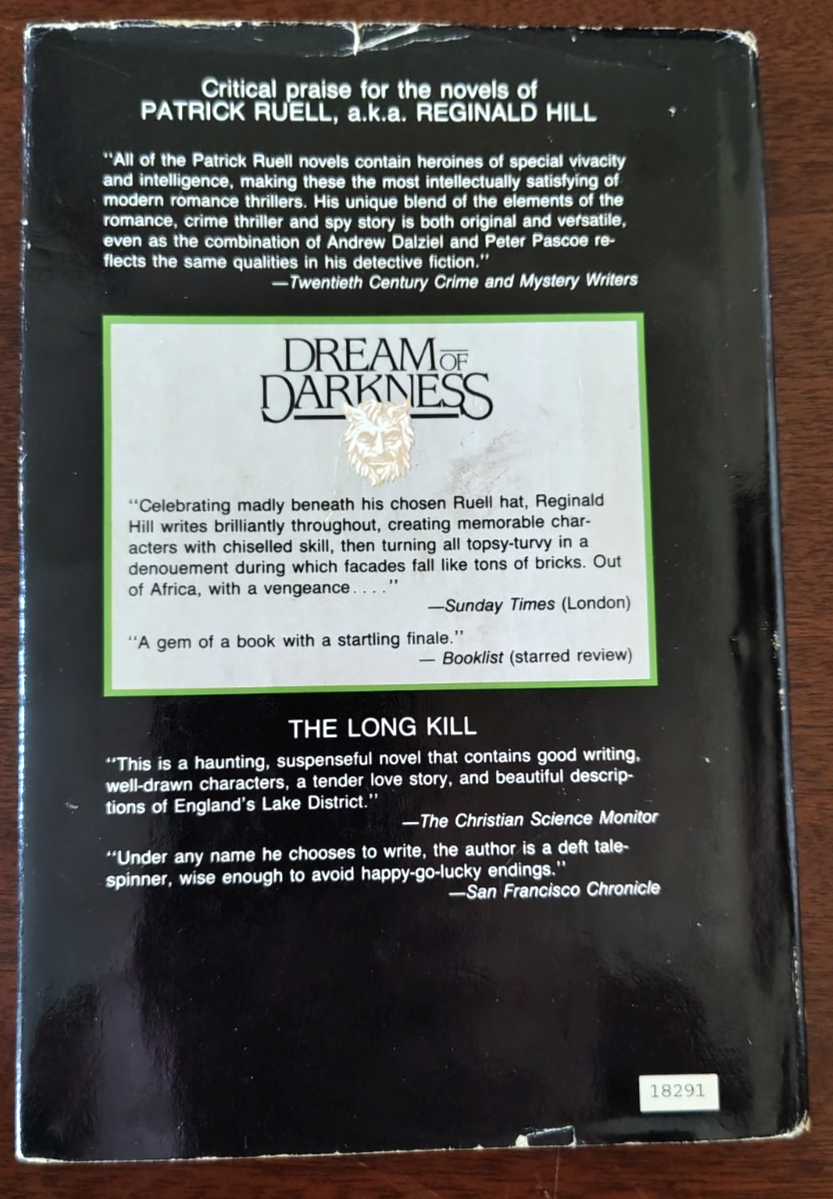 Critical praise for the novels of
PATRICK RUELL, a.k.a. REGINALD HILL
"All of the Patrick Ruell novels contain heroines of special vivacity
and intelligence, making these the most intellectually satisfying of
modern romance thrillers. His unique blend of the elements of the
romance, crime thriller and spy story is both original and versatile,
even as the combination of Andrew Dalziel and Peter Pascoe re-
flects the same qualities in his detective fiction."
—Twentieth Century Crime and Mystery Writers
DREAM OF
DARKNESS
"Celebrating madly beneath his chosen Ruell hat, Reginald
Hill writes brilliantly throughout, creating memorable char-
acters with chiselled skill, then turning all topsy-turvy in a
denouement during which facades fall like tons of bricks. Out
of Africa, with a vengeance . . . ."
—Sunday Times (London)
"A gem of a book with a startling finale."
— Booklist (starred review)
THE LONG KILL
"This is a haunting, suspenseful novel that contains good writing,
well-drawn characters, a tender love story, and beautiful descrip-
tions of England's Lake District."
—The Christian Science Monitor
"Under any name he chooses to write, the author is a deft tale-
spinner, wise enough to avoid happy-go-lucky endings."
—San Francisco Chronicle
18291